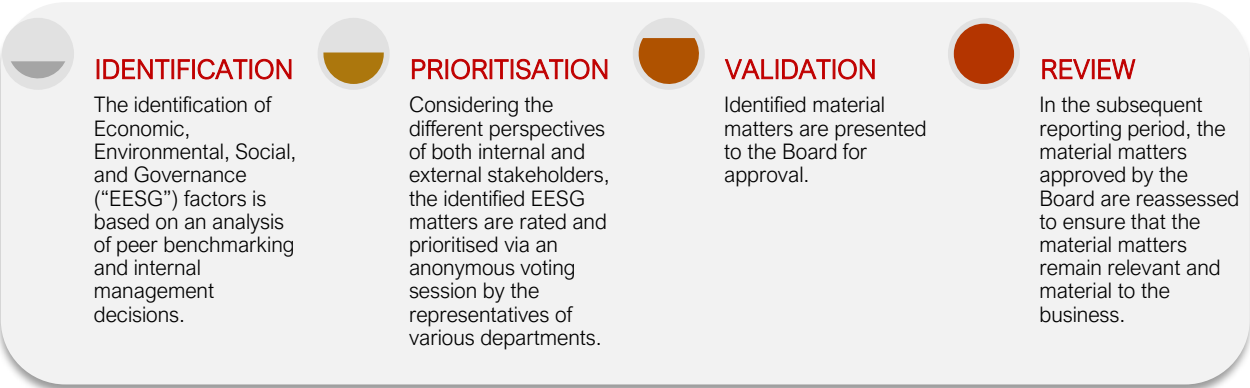 IDENTIFICATION
The identification of
Economic,
Environmental, Social,
and Governance
(“EESG”) factors is
based on an analysis
of peer benchmarking
and internal
management
decisions.
PRIORITISATION
Considering the
different perspectives
of both internal and
external stakeholders,
the identified EESG
matters are rated and
prioritised via an
anonymous voting
session by the
representatives of
various departments.
VALIDATION
Identified material
matters are presented
to the Board for
approval.
REVIEW
In the subsequent
reporting period, the
material matters
approved by the
Board are reassessed
to ensure that the
material matters
remain relevant and
material to the
business.